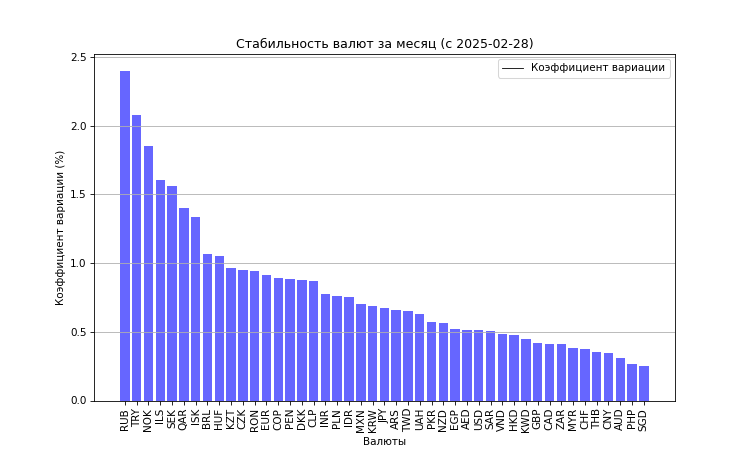 Стабильность валют за месяц (с 2025-02-28)
Коэффициент вариации
Коэффициент вариации (%)
2.5
2.0
1.5
1.0
0.5
0.0
RUB TRY NOK ILS SEK QAR ISK BRL HUF KZT CZK RON EUR COP PEN DKK CLP INR PLN IDR MXN KRW JPY ARS TWD UAH PKR NZD EGP AED USD SAR VND HKD KWD GBP CAD ZAR MYR CHF THB CNY AUD PHP SGD
Валюты